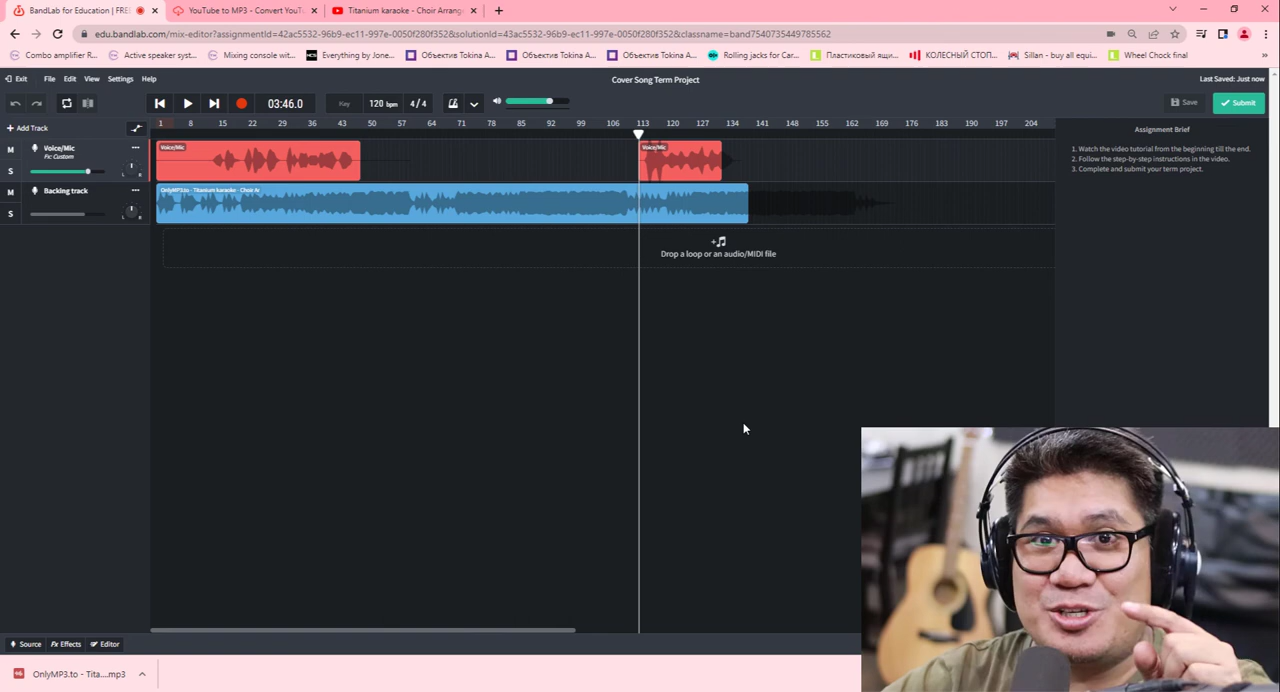 BandLab for Education | FRE
YouTube to MP3 - Convert YouTu
Titanium karaoke - Choir Arrang
edu.bandlab.com/mix-editor?assignmentId=42ac5532-96b9-ec11-997e-0050f280f352&solutionId=43ac5532-96b9-ec11-997e-0050f280f352&classname=band7540735449785562
Combo amplifier R...
Active speaker syst...
Mixing console wit...
Everything by Jone...
Объектив Tokina A...
Объектив Tokina A...
Объектив Tokina A...
Rolling jacks for Car...
Пластиковый ящи...
КОЛЕСНЫЙ СТОП...
Sillan - buy all equi...
Wheel Chock final
Exit File Edit View Settings Help
Cover Song Term Project
Last Saved: Just now
03:46.0
Key
120 bpm
4/4
Save
Submit
Add Track
1 8 15 22 29 36 43 50 57 64 71 78 85 92 99 106 113 120 127 134 141 148 155 162 169 176 183 190 197 204
Assignment Brief
M Voice/Mic
Fx: Custom
S
L R
Voice/Mic
Voice/Mic
1. Watch the video tutorial from the beginning till the end.
2. Follow the step-by-step instructions in the video.
3. Complete and submit your term project.
M Backing track
S
L R
OnlyMP3.to - Titanium karaoke - Choir Ar
Drop a loop or an audio/MIDI file
Source Fx Effects Editor
OnlyMP3.to - Tita....mp3